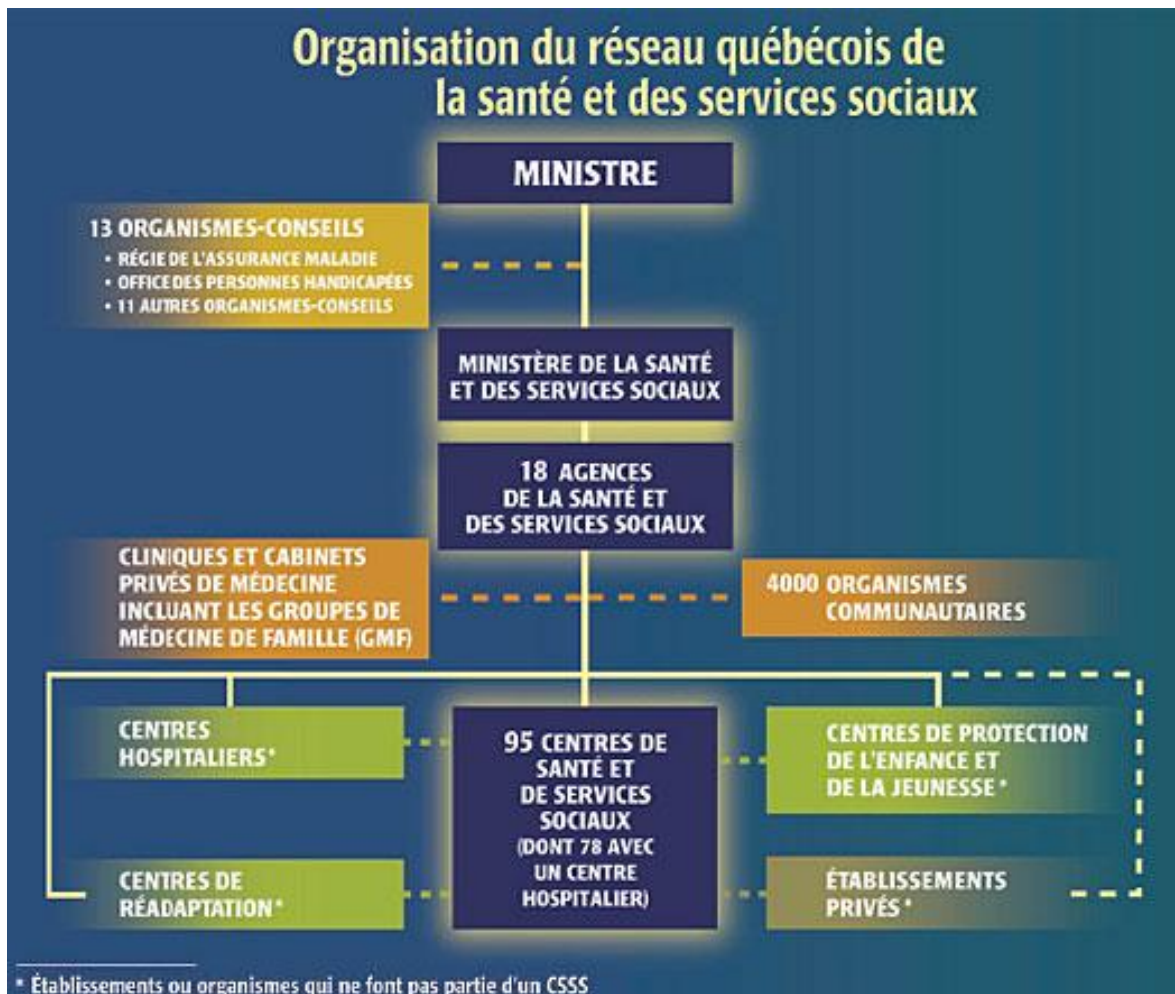 Organisation du réseau québécois de
la santé et des services sociaux
MINISTRE
13 ORGANISMES-CONSEILS
• RÉGIE DE L'ASSURANCE MALADIE
• OFFICE DES PERSONNES HANDICAPÉES
• 11 AUTRES ORGANISMES-CONSEILS
MINISTÈRE DE LA SANTÉ
ET DES SERVICES SOCIAUX
18 AGENCES
DE LA SANTÉ ET
DES SERVICES SOCIAUX
CLINIQUES ET CABINETS
PRIVÉS DE MÉDECINE
INCLUANT LES GROUPES DE
MÉDECINE DE FAMILLE (GMF)
4000 ORGANISMES
COMMUNAUTAIRES
CENTRES
HOSPITALIERS*
95 CENTRES DE
SANTÉ ET
DE SERVICES
SOCIAUX
(DONT 78 AVEC
UN CENTRE
HOSPITALIER)
CENTRES DE PROTECTION
DE L'ENFANCE ET
DE LA JEUNESSE*
CENTRES DE
RÉADAPTATION*
ÉTABLISSEMENTS
PRIVÉS*
* Établissements ou organismes qui ne font pas partie d'un CSSS